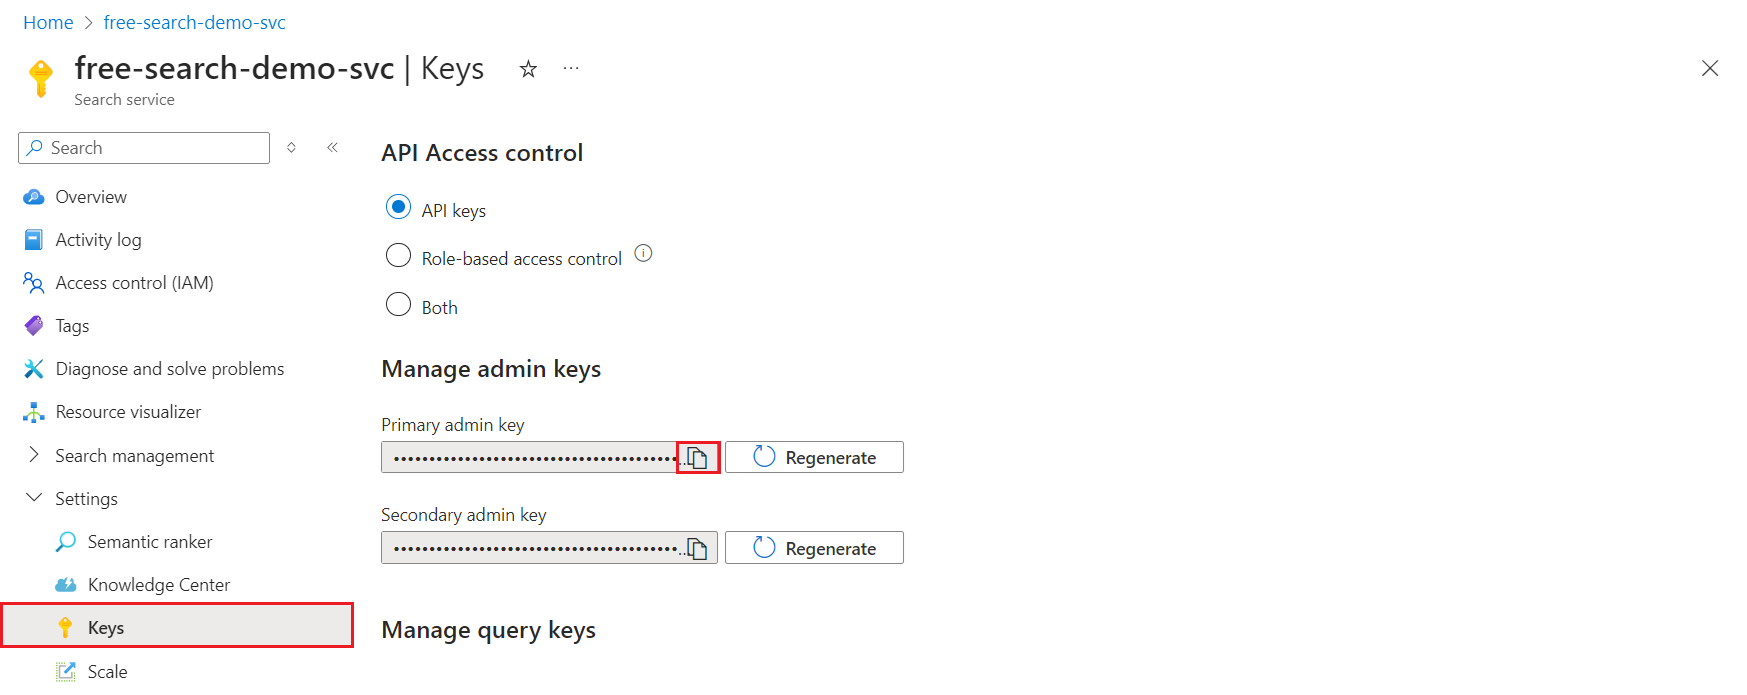 Home > free-search-demo-svc
free-search-demo-svc | Keys
Search service
Search
Overview
Activity log
Access control (IAM)
Tags
Diagnose and solve problems
Resource visualizer
Search management
Settings
Semantic ranker
Knowledge Center
Keys
Scale
API Access control
API keys
Role-based access control
Both
Manage admin keys
Primary admin key
Regenerate
Secondary admin key
Regenerate
Manage query keys